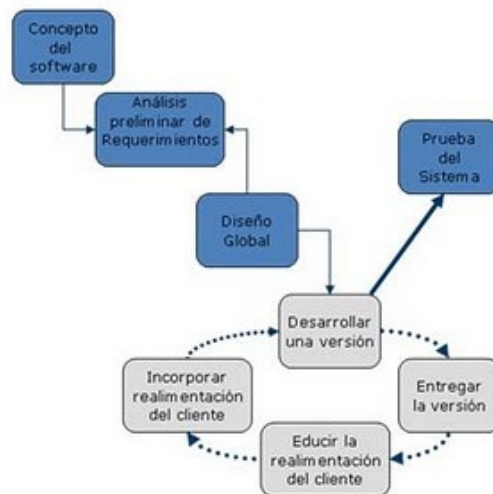 Concepto
del
software
Análisis
preliminar de
Requerimientos
Prueba
del
Sistema
Diseño
Global
Desarrollar
una versión
Incorporar
realimentación
del cliente
Entregar
la versión
Educir la
realimentación
del cliente